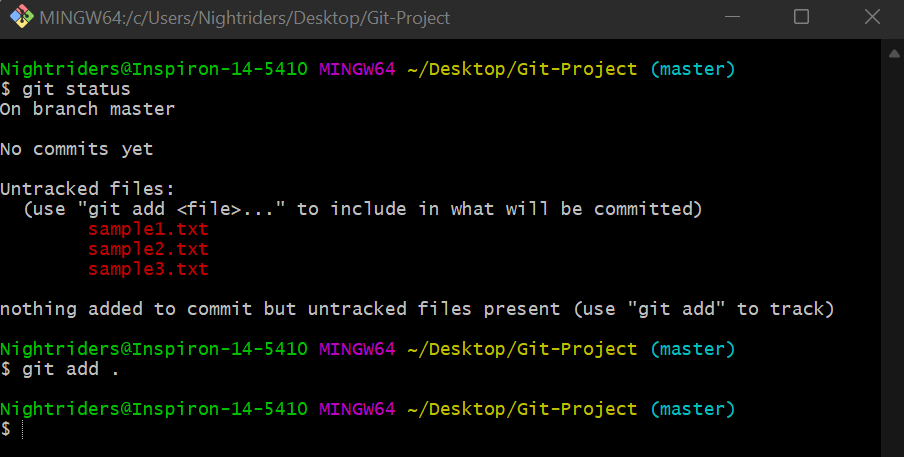 MINGW64:/c/Users/Nightriders/Desktop/Git-Project
Nightriders@Inspiron-14-5410 MINGW64 ~/Desktop/Git-Project (master)
$ git status
On branch master
No commits yet
Untracked files:
  (use "git add <file>..." to include in what will be committed)
        sample1.txt
        sample2.txt
        sample3.txt
nothing added to commit but untracked files present (use "git add" to track)
Nightriders@Inspiron-14-5410 MINGW64 ~/Desktop/Git-Project (master)
$ git add .
Nightriders@Inspiron-14-5410 MINGW64 ~/Desktop/Git-Project (master)
$